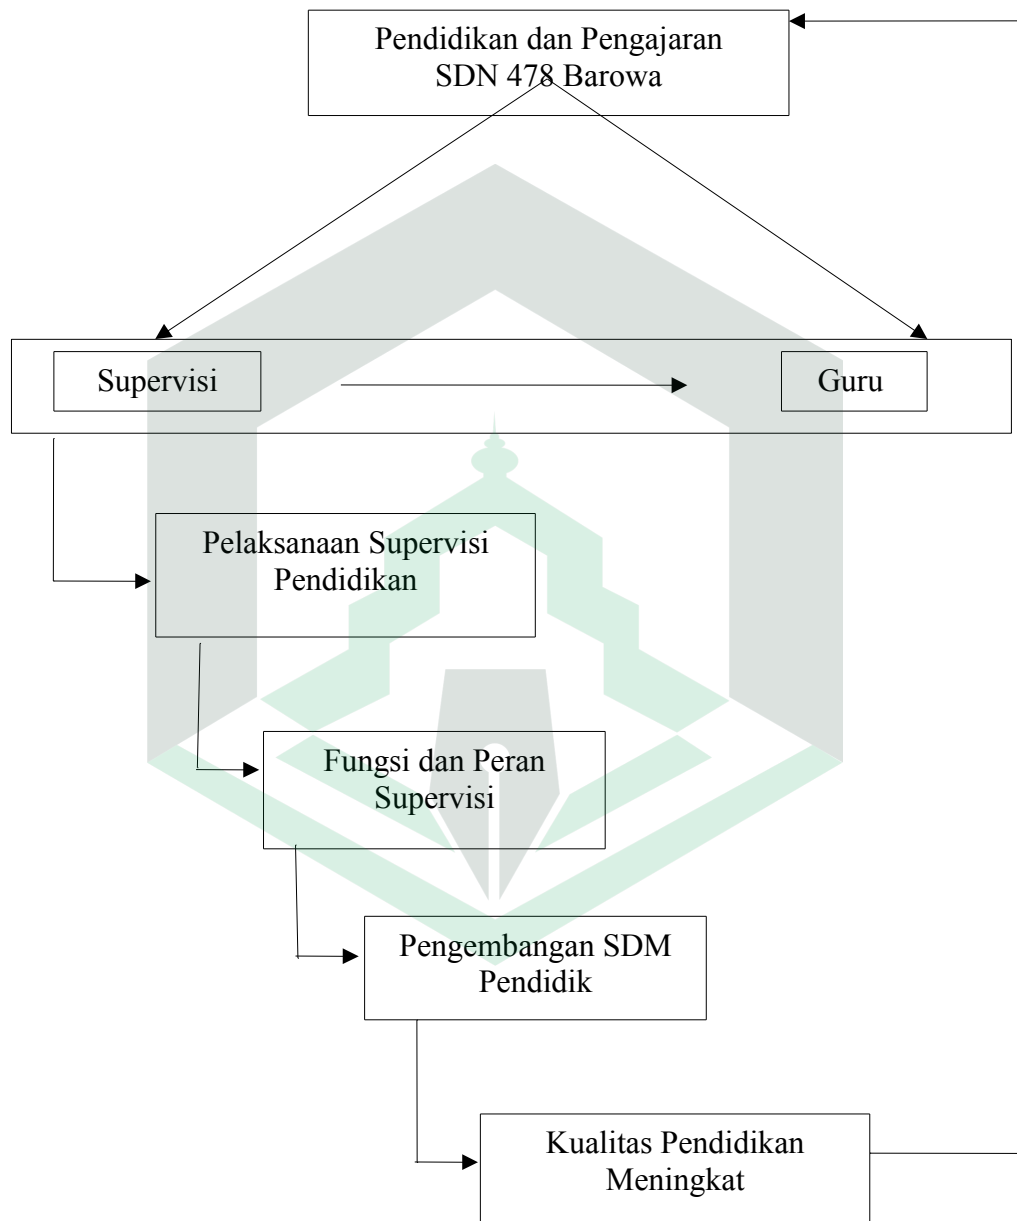 Pendidikan dan Pengajaran
SDN 478 Barowa
Supervisi
Guru
Pelaksanaan Supervisi
Pendidikan
Fungsi dan Peran
Supervisi
Pengembangan SDM
Pendidik
Kualitas Pendidikan
Meningkat